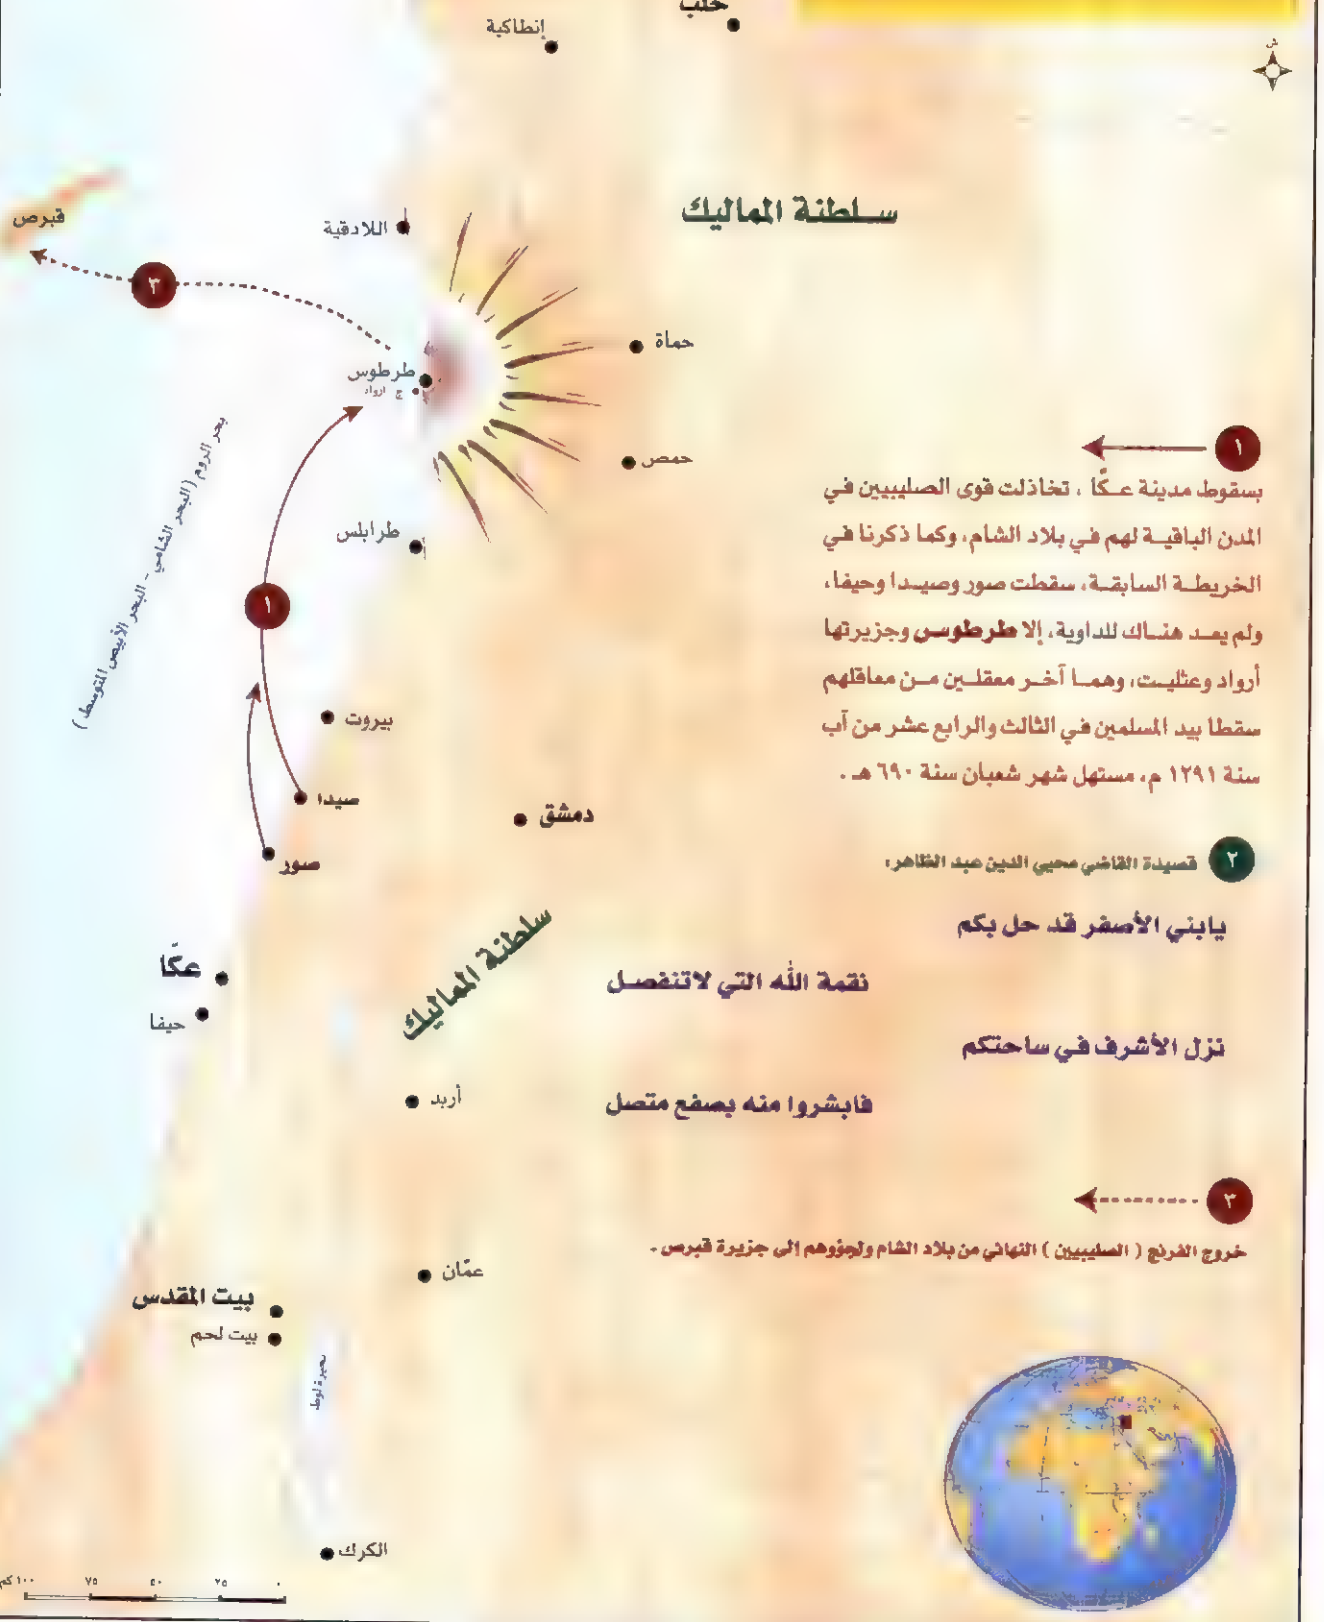 حلب
إنطاكية
ش
سلطنة المماليك
قبرص
اللاذقية
٣
حماة
طرطوس
ج ارواد
حمص
طرابلس
بحر الروم (البحر الشامي - البحر الأبيض المتوسط)
١
بيروت
صيدا
صور
دمشق
عكّا
حيفا
سلطنة المماليك
أربد
عمّان
بيت المقدس
بيت لحم
بحيرة لوط
الكرك
١٠٠ كم ٧٥ ٥٠ ٢٥ ٠
١
بسقوط مدينة عـكّا ، تخاذلت قوى الصليبيين في
المدن الباقية لهم في بلاد الشام، وكما ذكرنا في
الخريطة السابقة، سقطت صور وصيدا وحيفا،
ولم يعد هناك للداوية، إلا طرطوس وجزيرتها
أرواد وعثليت، وهما آخر معقلين من معاقلهم
سقطا بيد المسلمين في الثالث والرابع عشر من آب
سنة ١٢٩١ م، مستهل شهر شعبان سنة ٦٩٠ هـ .
٢ قصيدة القاضي محيي الدين عبد الظاهر:
يابني الأصفر قد حل بكم
نقمة الله التي لاتنفصل
نزل الأشرف في ساحتكم
فابشروا منه بصفع متصل
٣
خروج الفرنج ( الصليبيين ) النهائي من بلاد الشام ولجؤوهم إلى جزيرة قبرص .